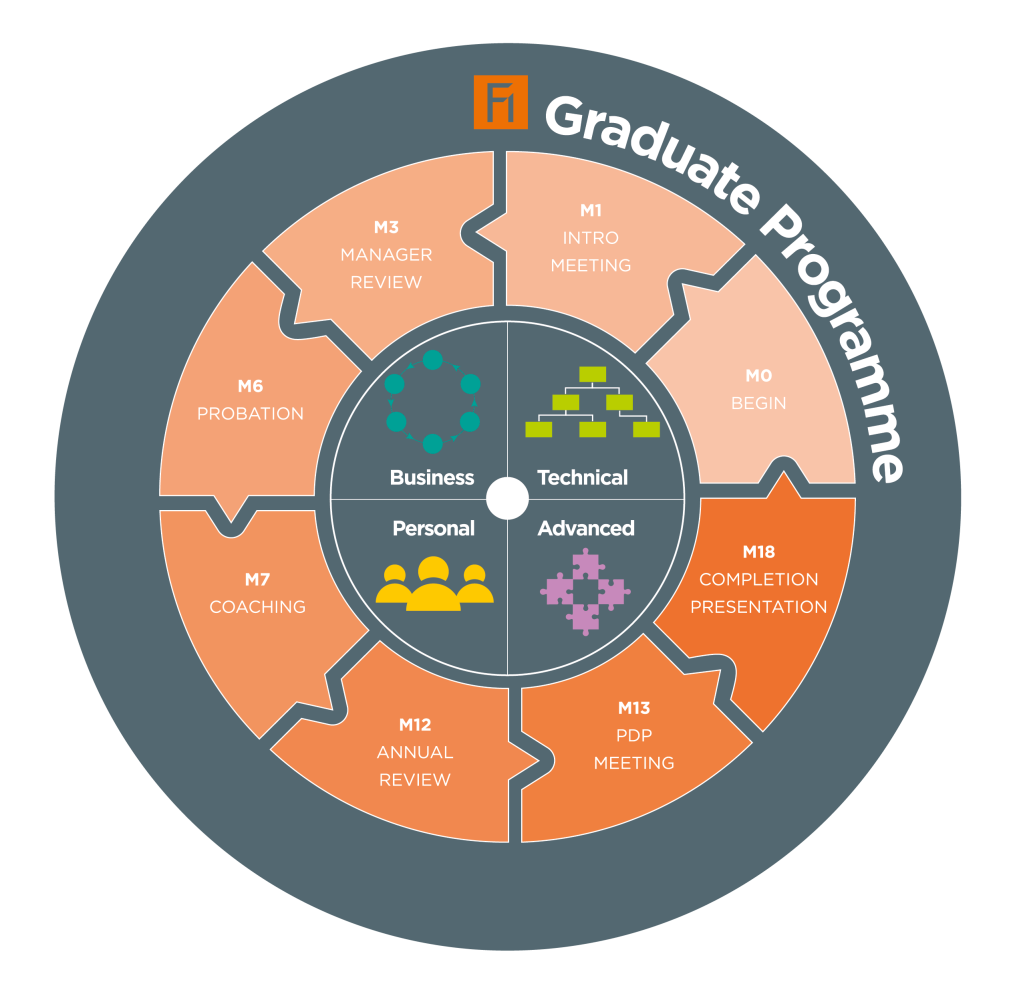 F1
Graduate Programme
M0
BEGIN
M1
INTRO
MEETING
M3
MANAGER
REVIEW
M6
PROBATION
M7
COACHING
M12
ANNUAL
REVIEW
M13
PDP
MEETING
M18
COMPLETION
PRESENTATION
Business
Technical
Personal
Advanced